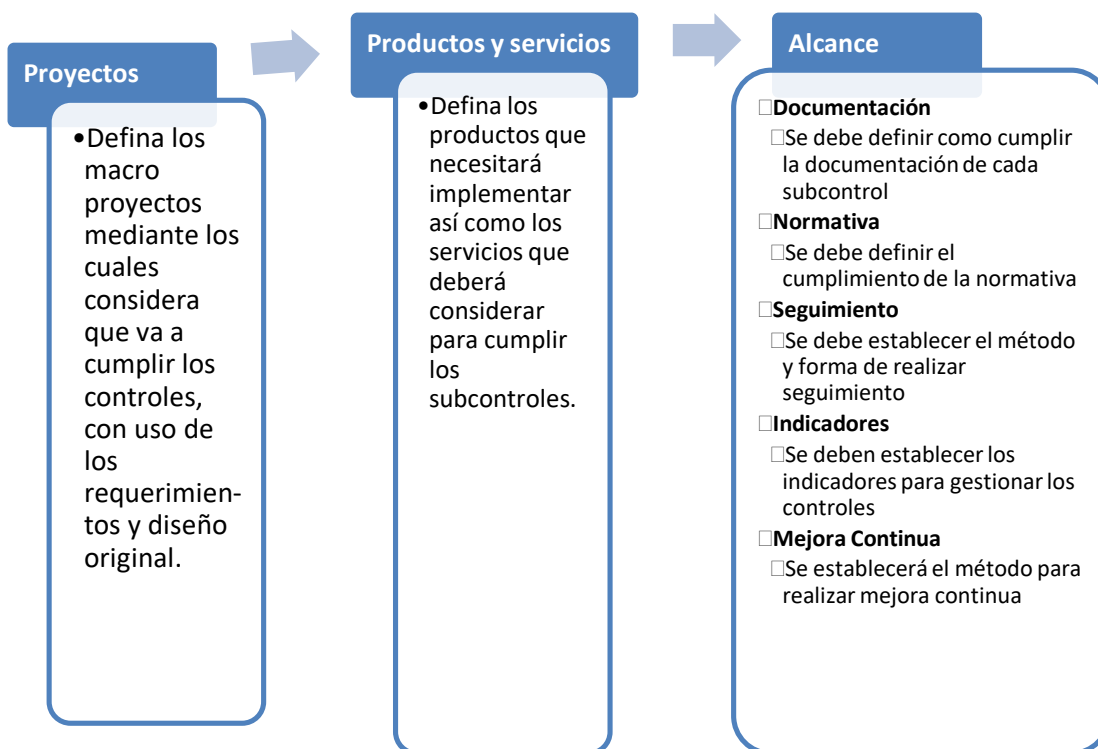 Proyectos
•Defina los
macro
proyectos
mediante los
cuales
considera
que va a
cumplir los
controles,
con uso de
los
requerimien-
tos y diseño
original.
Productos y servicios
•Defina los
productos que
necesitará
implementar
así como los
servicios que
deberá
considerar
para cumplir
los
subcontroles.
Alcance
□Documentación
□Se debe definir como cumplir
la documentación de cada
subcontrol
□Normativa
□Se debe definir el
cumplimiento de la normativa
□Seguimiento
□Se debe establecer el método
y forma de realizar
seguimiento
□Indicadores
□Se deben establecer los
indicadores para gestionar los
controles
□Mejora Continua
□Se establecerá el método para
realizar mejora continua